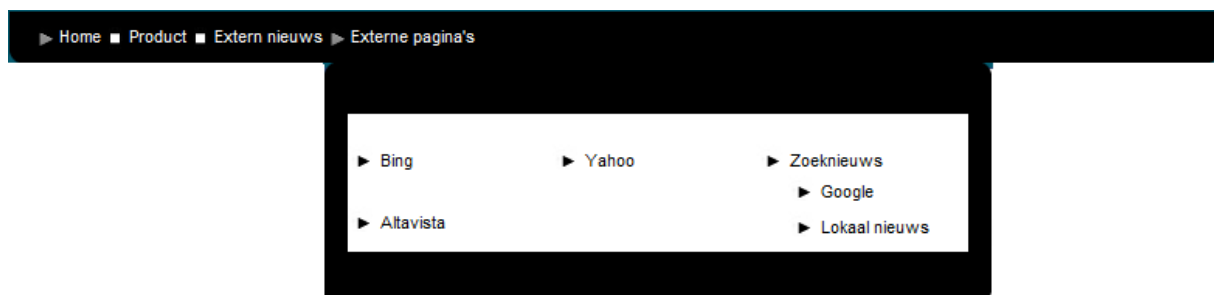 Home Product Extern nieuws Externe pagina's
Bing Yahoo Zoeknieuws
Google
Altavista
Lokaal nieuws